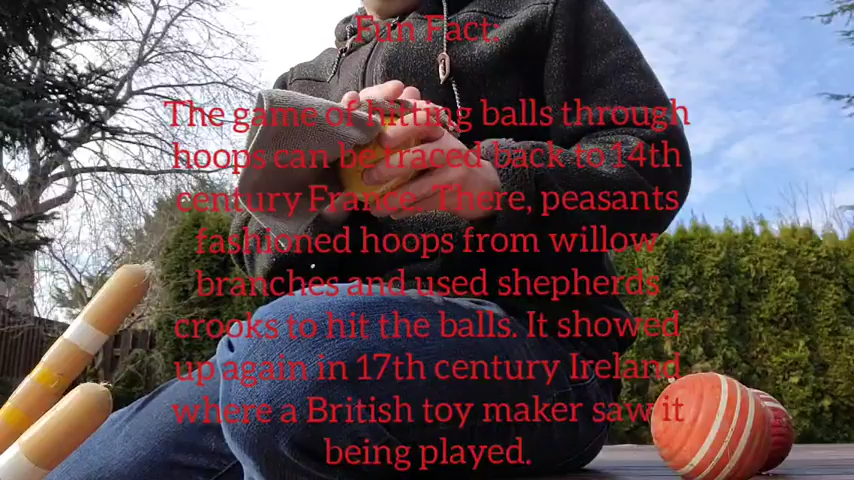 Fun Fact:
The game of hitting balls through
hoops can be traced back to 14th
century France. There, peasants
fashioned hoops from willow
branches and used shepherds
crooks to hit the balls. It showed
up again in 17th century Ireland
where a British toy maker saw it
being played.